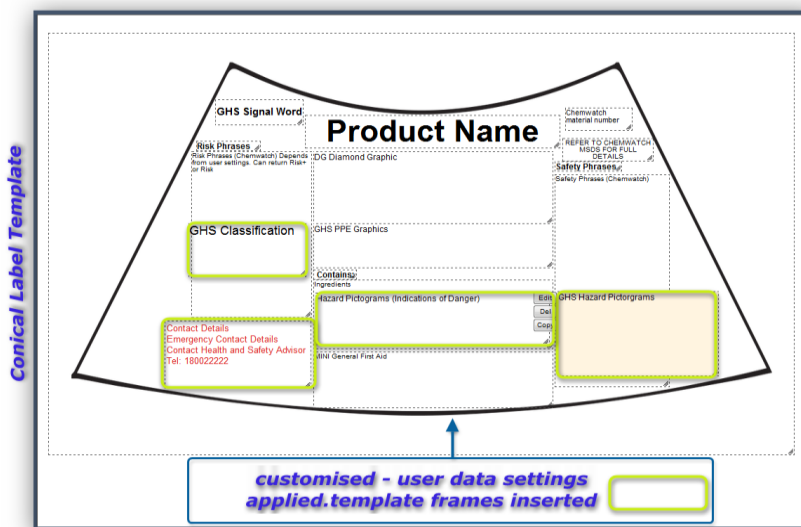 Conical Label Template
GHS Signal Word
Product Name
Chemwatch
material number
REFER TO CHEMWATCH
MSDS FOR FULL
DETAILS
Risk Phrases
Risk Phrases (Chemwatch) Depends
from user settings. Can return Risk+
or Risk
DG Diamond Graphic
Safety Phrases
Safety Phrases (Chemwatch)
GHS Classification
GHS PPE Graphics
Contains:
Ingredients
Hazard Pictograms (Indications of Danger)
Edit
Del
Copy
GHS Hazard Pictorgrams
Contact Details
Emergency Contact Details
Contact Health and Safety Advisor
Tel: 180022222
MINI General First Aid
customised - user data settings
applied.template frames inserted